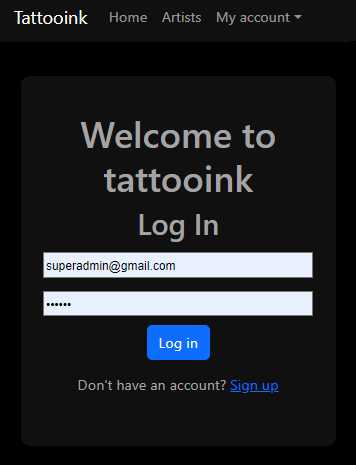 Tattooink Home Artists My account
Welcome to
tattooink
Log In
superadmin@gmail.com
••••••
Log in
Don't have an account? Sign up